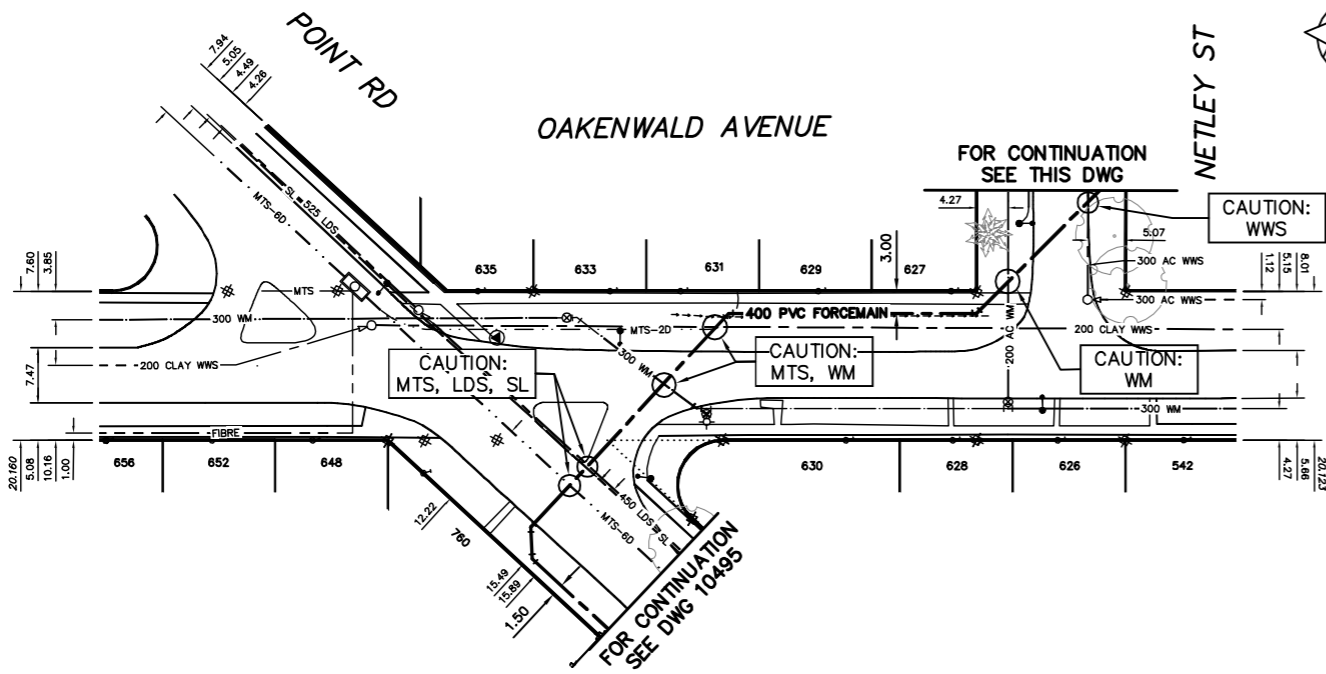 POINT RD
7.94
5.05
4.49
4.26
OAKENWALD AVENUE
NETLEY ST
FOR CONTINUATION
SEE THIS DWG
CAUTION:
WWS
4.27
5.07
300 AC WWS
300 AC WWS
SL
525 LDS
MTS-6D
7.60
3.85
7.47
635
633
631
629
627
3.00
8.01
5.15
1.12
MTS
300 WM
MTS-2D
400 PVC FORCEMAIN
200 AC WM
200 CLAY WWS
200 CLAY WWS
300 WM
CAUTION:
MTS, LDS, SL
CAUTION:
MTS, WM
CAUTION:
WM
300 WM
FIBRE
656
652
648
630
628
626
542
20.160
5.08
10.16
1.00
20.123
5.66
4.27
12.22
760
450 LDS
SL
MTS-6D
15.49
15.89
1.50
FOR CONTINUATION
SEE DWG 10495